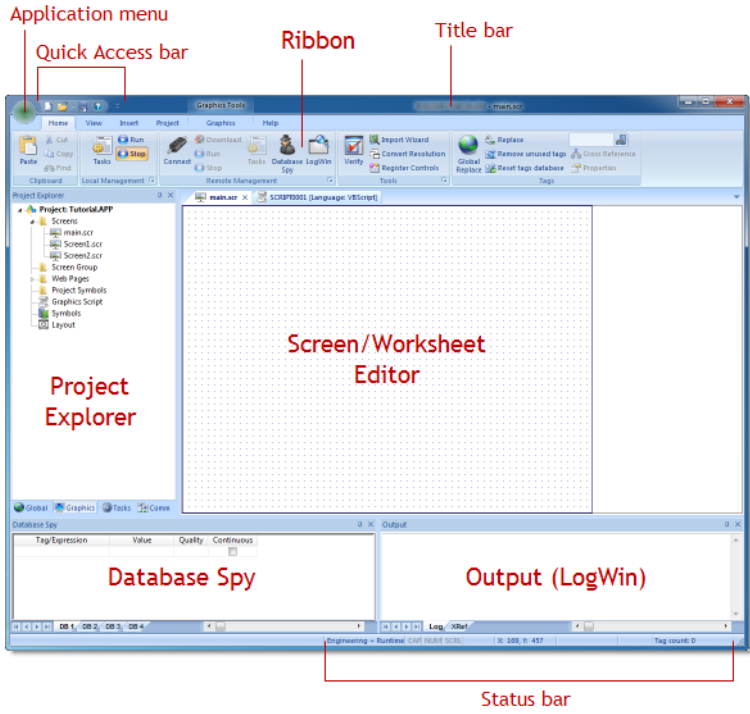 Application menu
Quick Access bar
Ribbon
Title bar
Graphics Tools
- main.scr
Home View Insert Project Graphics Help
Paste
Cut
Copy
Find
Clipboard
Tasks
Run
Stop
Local Management
Connect
Download
Run
Stop
Tasks
Database Spy
LogWin
Remote Management
Verify
Import Wizard
Convert Resolution
Register Controls
Tools
Global Replace
Replace
Remove unused tags
Reset tags database
Cross Reference
Properties
Tags
Project Explorer
Project: Tutorial.APP
Screens
main.scr
Screen1.scr
Screen2.scr
Screen Group
Web Pages
Project Symbols
Graphics Script
Symbols
Layout
Project
Explorer
Global Graphics Tasks Comm
main.scr
SCRIPT0001 (Language: VBScript)
Screen/Worksheet
Editor
Database Spy
Tag/Expression Value Quality Continuous
Database Spy
DB 1 DB 2 DB 3 DB 4
Output
Output (LogWin)
Log XRef
Engineering + Runtime CAP NUM SCRL X: 169, Y: 457 Tag count: 0
Status bar